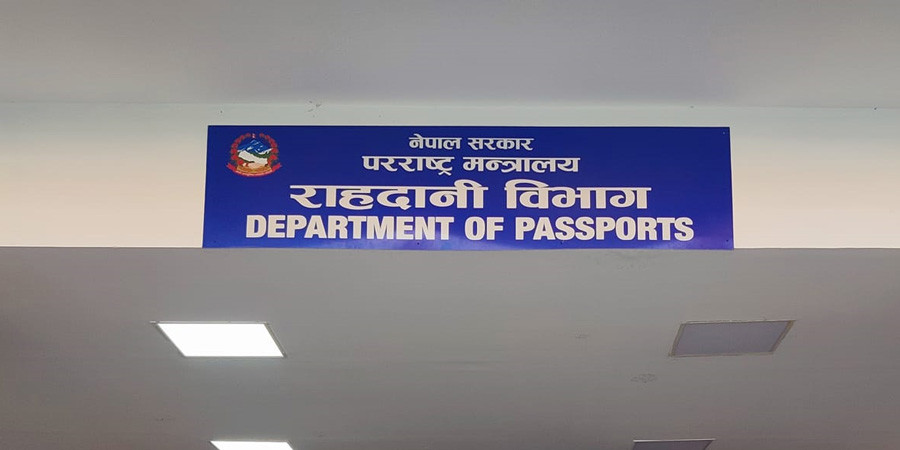 नेपाल सरकार
परराष्ट्र मन्त्रालय
राहदानी विभाग
DEPARTMENT OF PASSPORTS